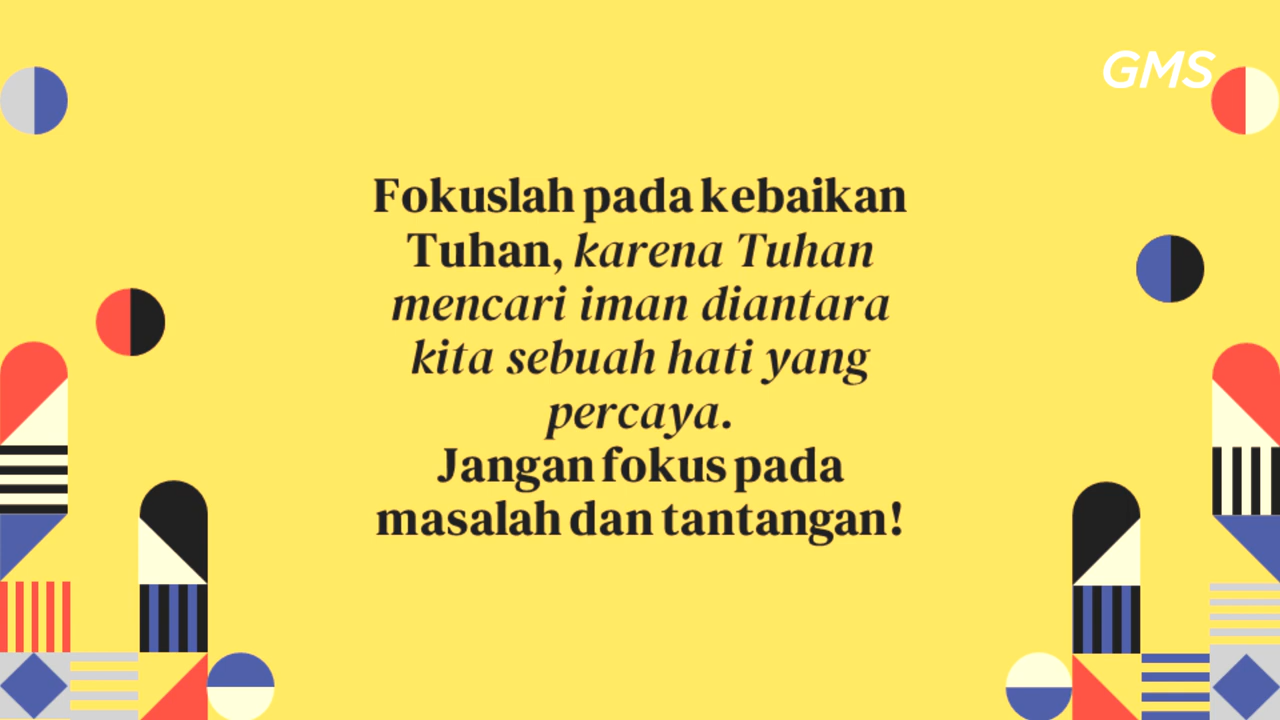 GMS
Fokuslah pada kebaikan
Tuhan, karena Tuhan
mencari iman diantara
kita sebuah hati yang
percaya.
Jangan fokus pada
masalah dan tantangan!